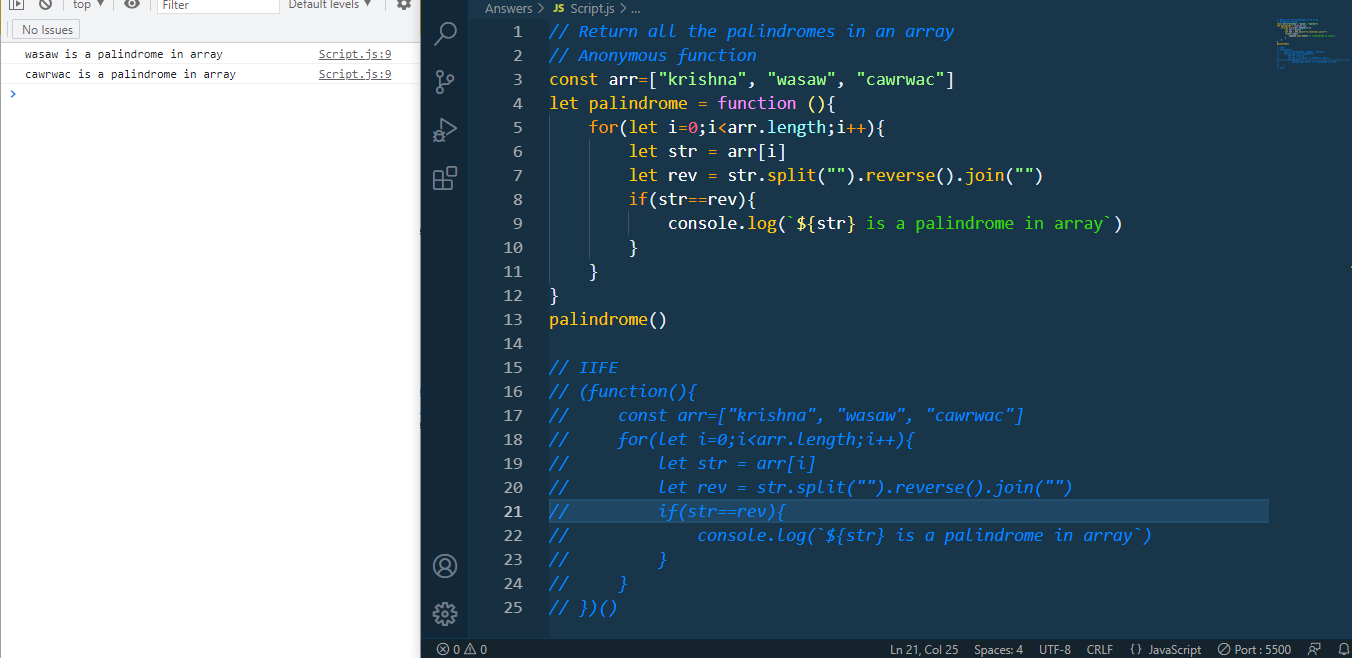 top ▼
Filter
Default levels ▼
No Issues
wasaw is a palindrome in array Script.js:9
cawrwac is a palindrome in array Script.js:9
>
Answers > JS Script.js > ...
1 // Return all the palindromes in an array
2 // Anonymous function
3 const arr=["krishna", "wasaw", "cawrwac"]
4 let palindrome = function (){
5     for(let i=0;i<arr.length;i++){
6         let str = arr[i]
7         let rev = str.split("").reverse().join("")
8         if(str==rev){
9             console.log(`${str} is a palindrome in array`)
10         }
11     }
12 }
13 palindrome()
14
15 // IIFE
16 // (function(){
17 //     const arr=["krishna", "wasaw", "cawrwac"]
18 //     for(let i=0;i<arr.length;i++){
19 //         let str = arr[i]
20 //         let rev = str.split("").reverse().join("")
21 //         if(str==rev){
22 //             console.log(`${str} is a palindrome in array`)
23 //         }
24 //     }
25 // })()
0 0 Ln 21, Col 25 Spaces: 4 UTF-8 CRLF {} JavaScript Port : 5500